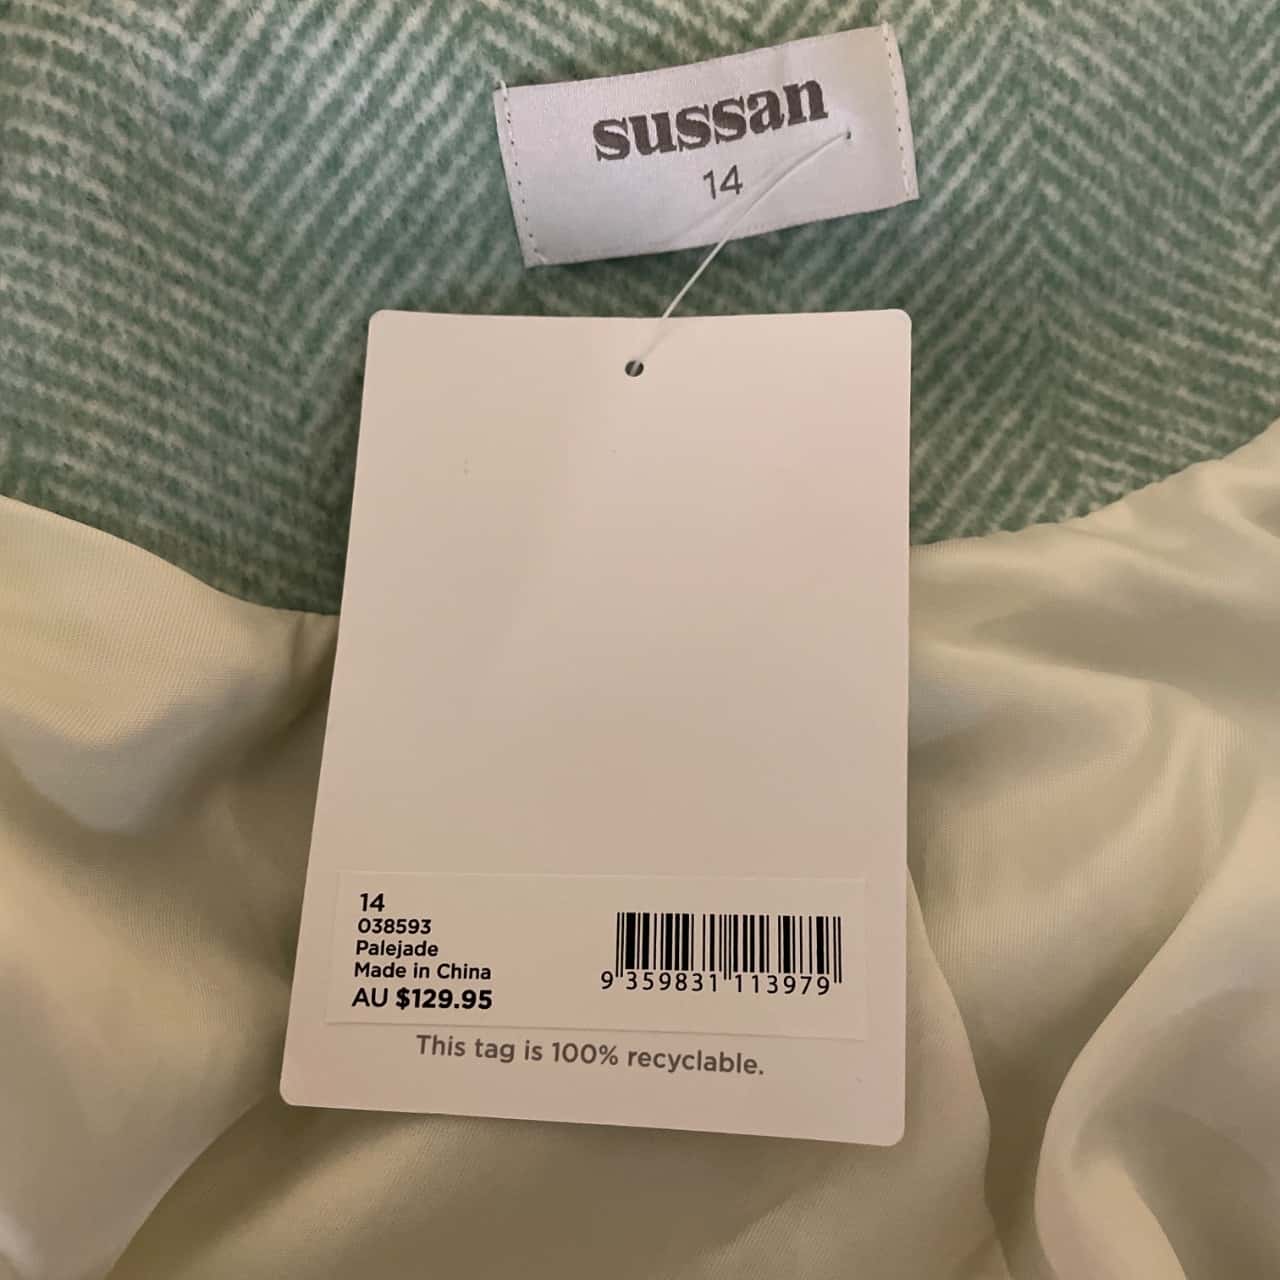 sussan
14
14
038593
Palejade
Made in China
AU $129.95
9 359831 113979
This tag is 100% recyclable.